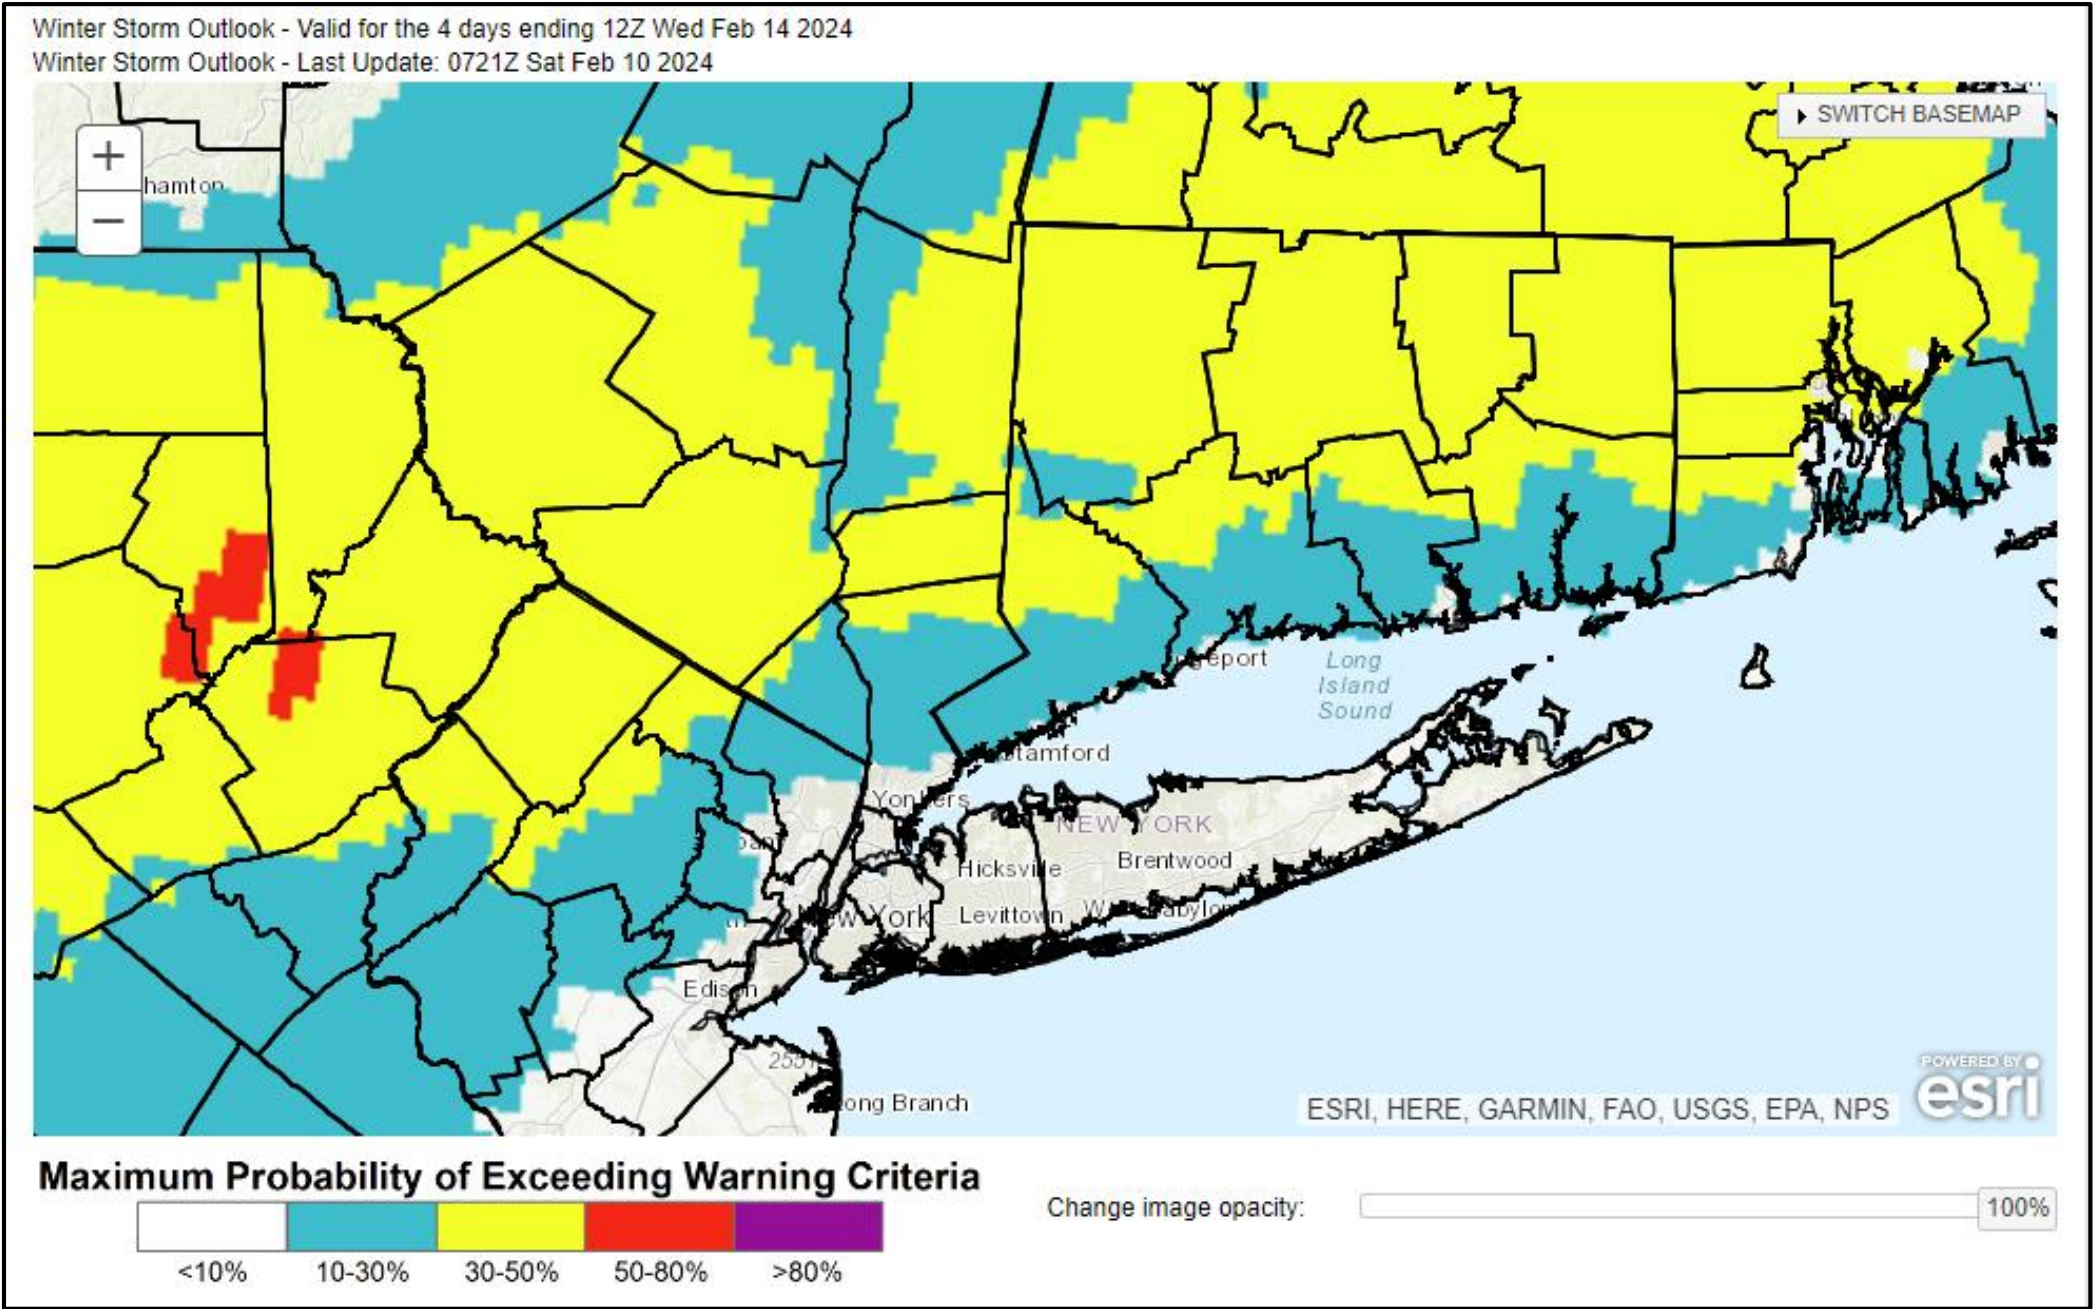 Winter Storm Outlook - Valid for the 4 days ending 12Z Wed Feb 14 2024
Winter Storm Outlook - Last Update: 0721Z Sat Feb 10 2024
SWITCH BASEMAP
+
hamton
−
geport
Long
Island
Sound
Stamford
Yonkers
NEW YORK
Brentwood
Hicksville
New York
Levittown
Edison
Long Branch
POWERED BY
esri
ESRI, HERE, GARMIN, FAO, USGS, EPA, NPS
Maximum Probability of Exceeding Warning Criteria
Change image opacity:
100%
<10%
10-30%
30-50%
50-80%
>80%